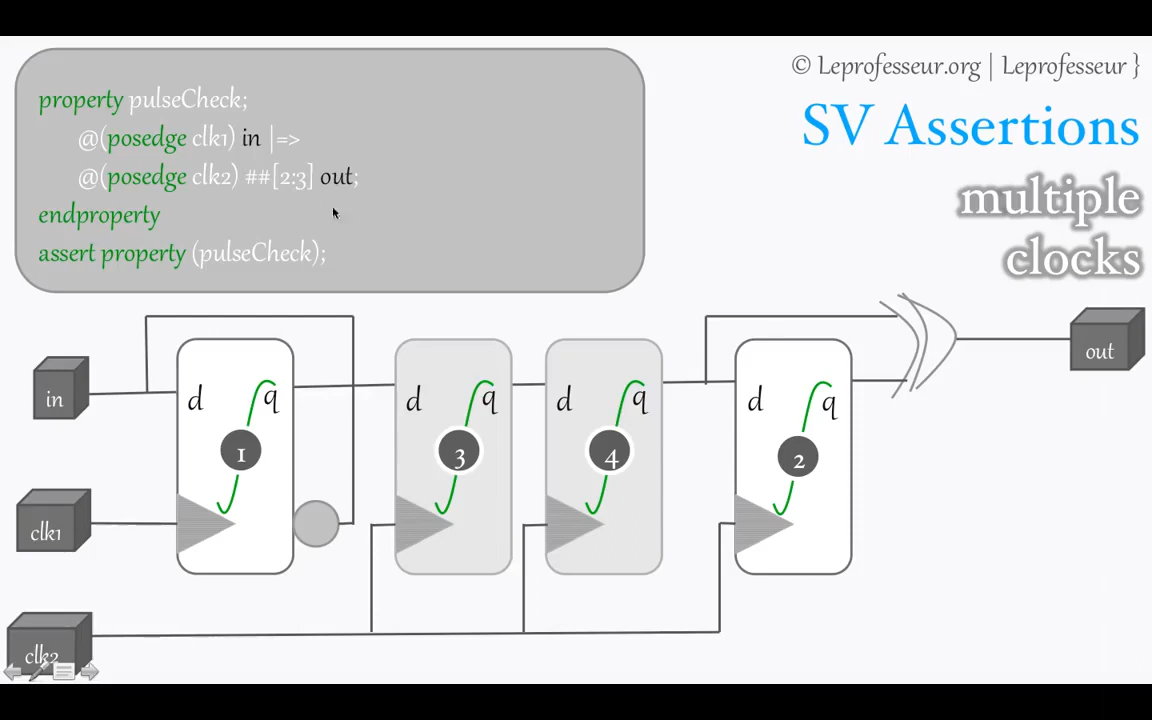 © Leprofesseur.org | Leprofesseur }
SV Assertions
multiple
clocks
property pulseCheck;
@(posedge clk1) in |=>
@(posedge clk2) ##[2:3] out;
endproperty
assert property (pulseCheck);
in
d
q
1
d
q
3
d
q
4
d
q
2
out
clk1
clk2